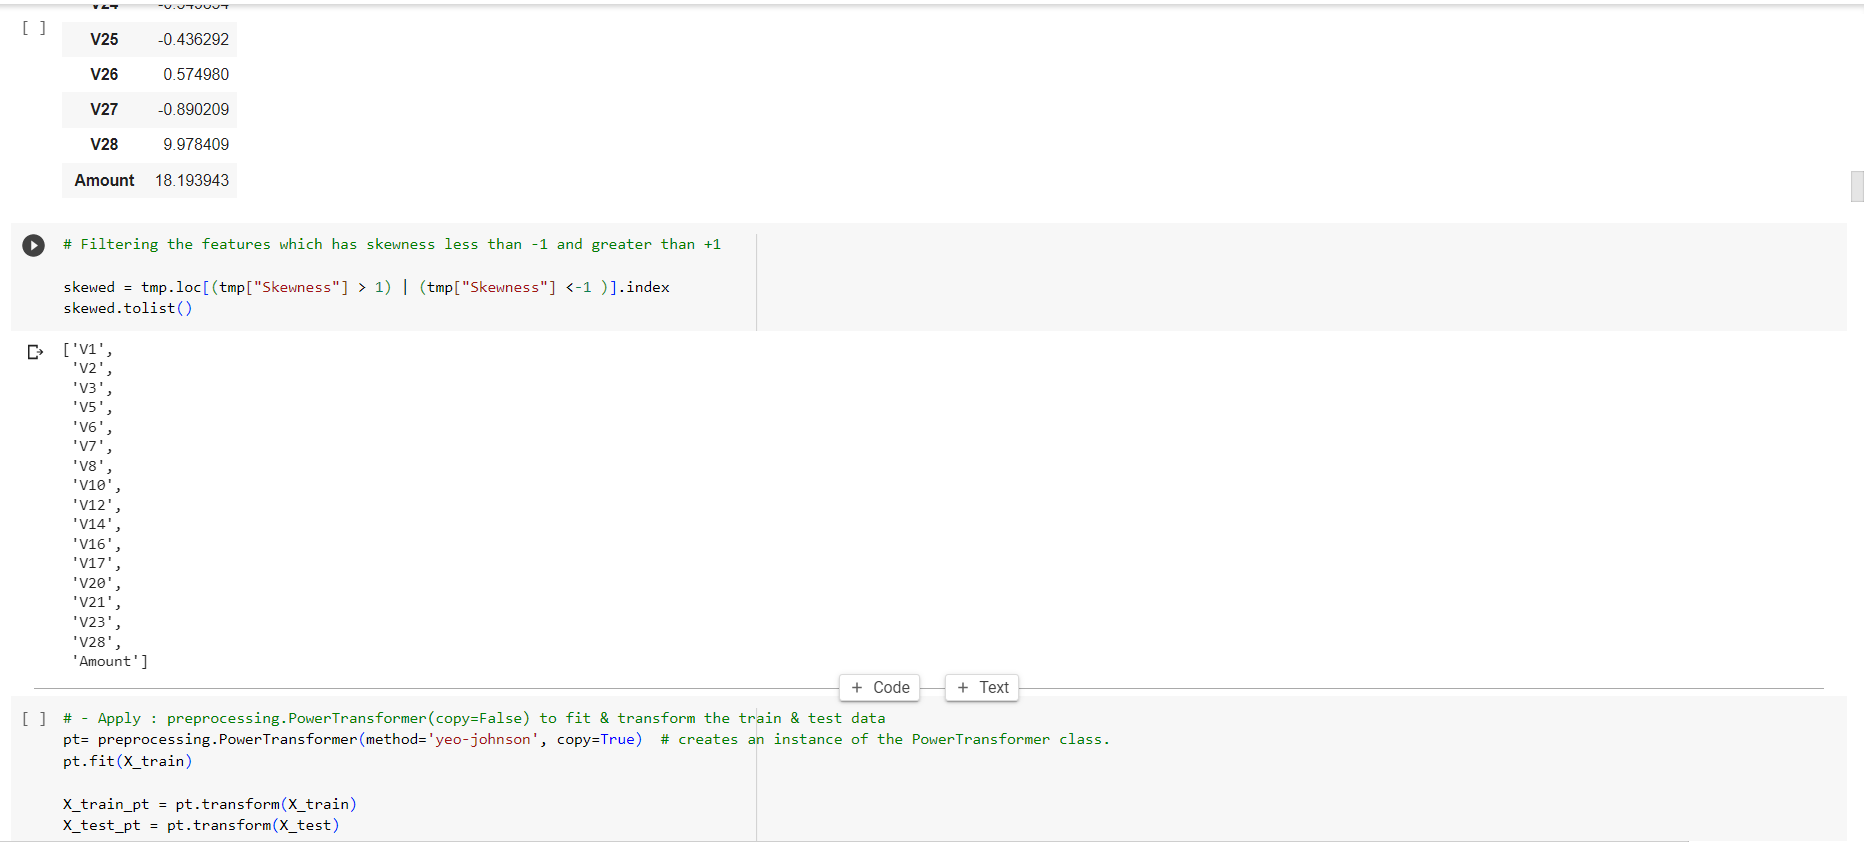 [ ]
V25 -0.436292
V26 0.574980
V27 -0.890209
V28 9.978409
Amount 18.193943
# Filtering the features which has skewness less than -1 and greater than +1
skewed = tmp.loc[(tmp["Skewness"] > 1) | (tmp["Skewness"] <-1 )].index
skewed.tolist()
['V1',
'V2',
'V3',
'V5',
'V6',
'V7',
'V8',
'V10',
'V12',
'V14',
'V16',
'V17',
'V20',
'V21',
'V23',
'V28',
'Amount']
+ Code + Text
[ ] # - Apply : preprocessing.PowerTransformer(copy=False) to fit & transform the train & test data
pt= preprocessing.PowerTransformer(method='yeo-johnson', copy=True)  # creates an instance of the PowerTransformer class.
pt.fit(X_train)
X_train_pt = pt.transform(X_train)
X_test_pt = pt.transform(X_test)